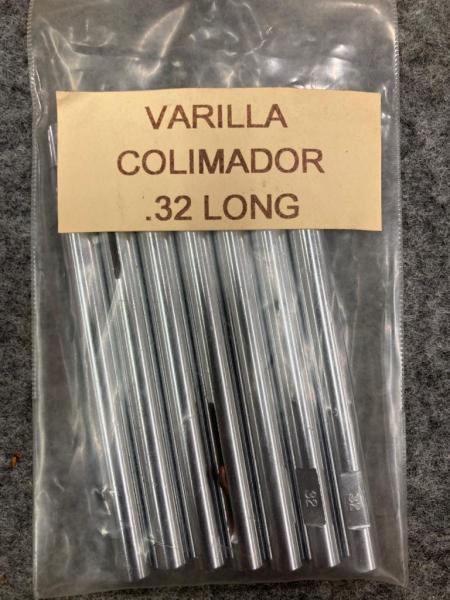 VARILLA
COLIMADOR
.32 LONG
32
32